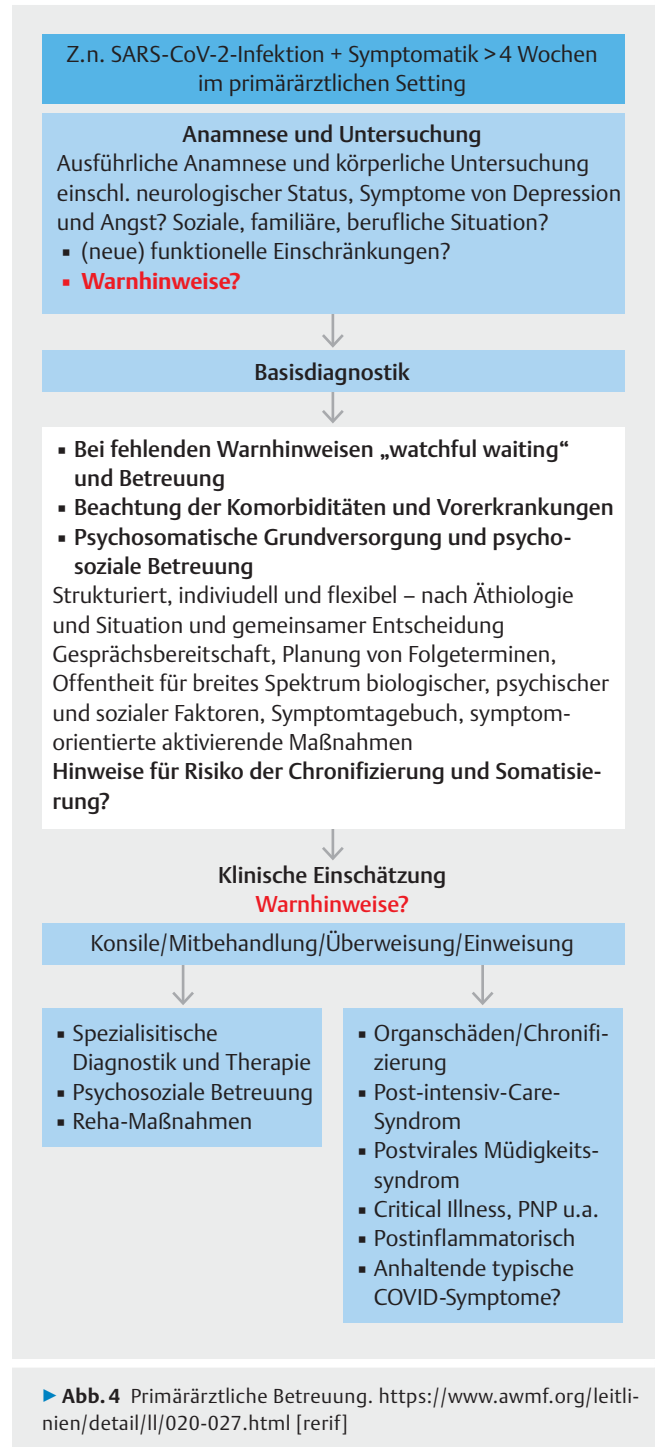 Z.n. SARS-CoV-2-Infektion + Symptomatik > 4 Wochen
im primärärztlichen Setting
Anamnese und Untersuchung
Ausführliche Anamnese und körperliche Untersuchung
einschl. neurologischer Status, Symptome von Depression
und Angst? Soziale, familiäre, berufliche Situation?
▪ (neue) funktionelle Einschränkungen?
▪ Warnhinweise?
Basisdiagnostik
▪ Bei fehlenden Warnhinweisen „watchful waiting“
und Betreuung
▪ Beachtung der Komorbiditäten und Vorerkrankungen
▪ Psychosomatische Grundversorgung und psycho-
soziale Betreuung
Strukturiert, indiviudell und flexibel – nach Äthiologie
und Situation und gemeinsamer Entscheidung
Gesprächsbereitschaft, Planung von Folgeterminen,
Offentheit für breites Spektrum biologischer, psychischer
und sozialer Faktoren, Symptomtagebuch, symptom-
orientierte aktivierende Maßnahmen
Hinweise für Risiko der Chronifizierung und Somatisie-
rung?
Klinische Einschätzung
Warnhinweise?
Konsile/Mitbehandlung/Überweisung/Einweisung
▪ Spezialisitische
Diagnostik und Therapie
▪ Psychosoziale Betreuung
▪ Reha-Maßnahmen
▪ Organschäden/Chronifi-
zierung
▪ Post-intensiv-Care-
Syndrom
▪ Postvirales Müdigkeits-
syndrom
▪ Critical Illness, PNP u.a.
▪ Postinflammatorisch
▪ Anhaltende typische
COVID-Symptome?
▶ Abb. 4 Primärärztliche Betreuung. https://www.awmf.org/leitli-
nien/detail/ll/020-027.html [rerif]